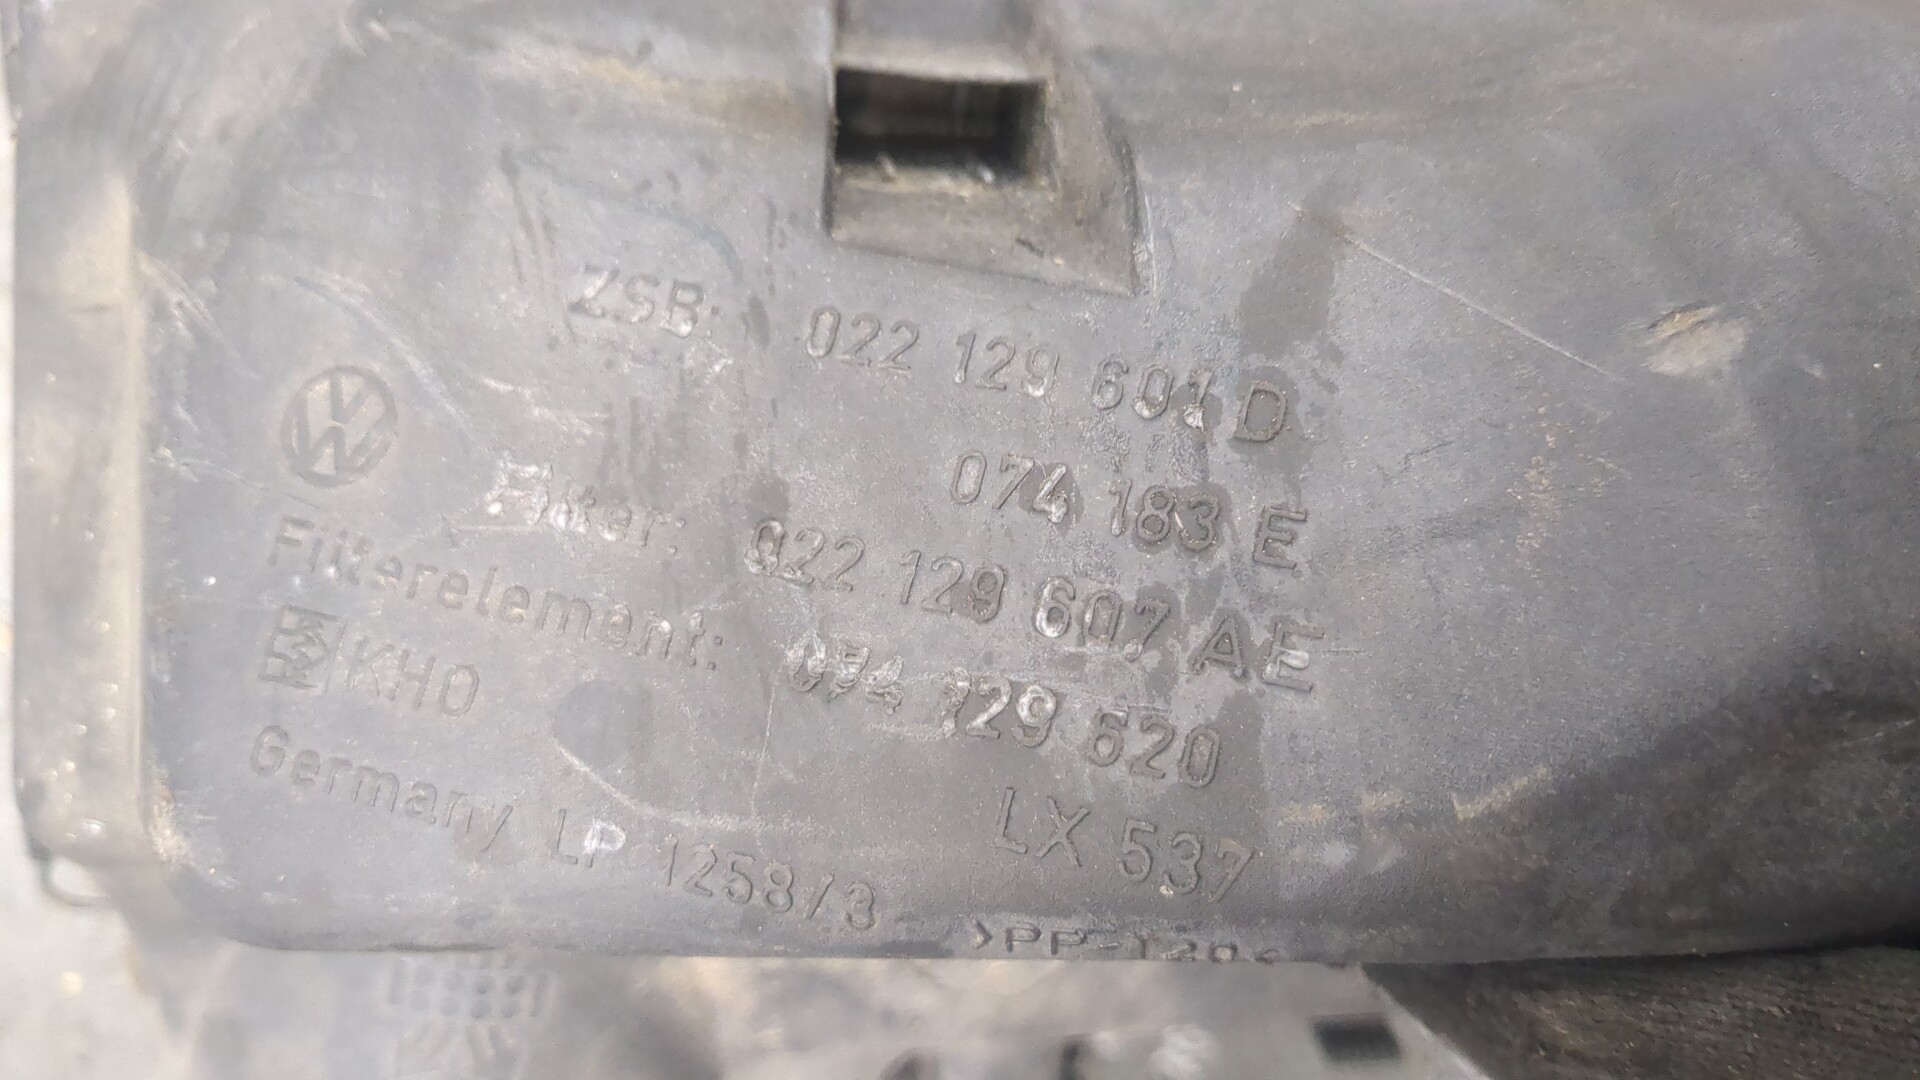 ZSB: 022 129 601 D
074 183 E
Filter: 022 129 607 AE
Filterelement: 074 129 620
KHO
LX 537
Germany LP 1258/3